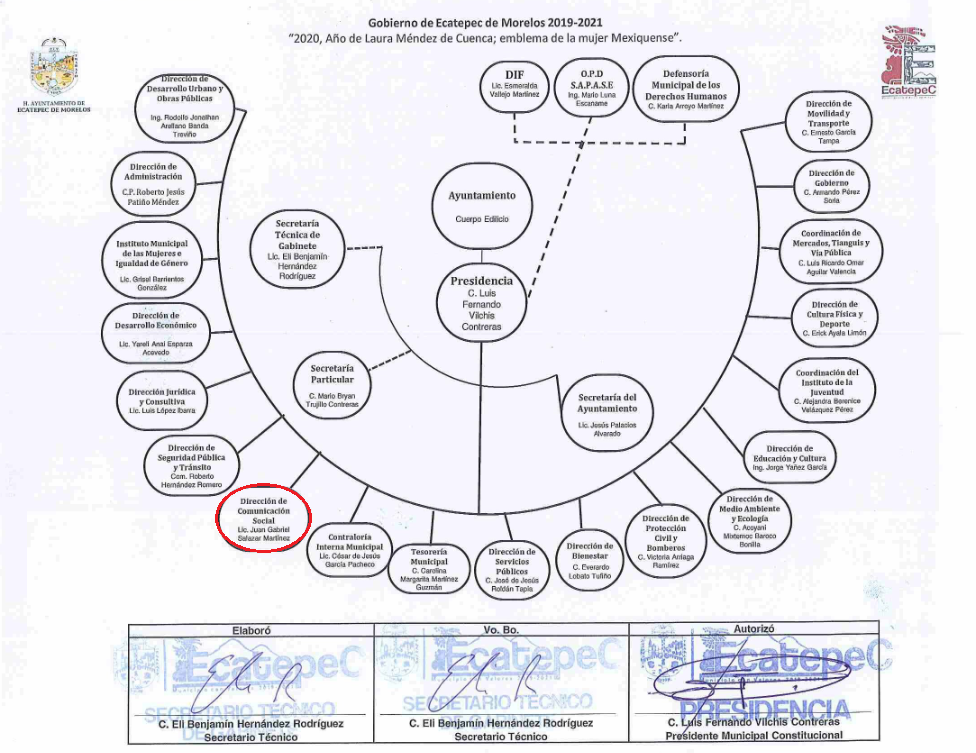 Gobierno de Ecatepec de Morelos 2019-2021
"2020, Año de Laura Méndez de Cuenca; emblema de la mujer Mexiquense".
H. AYUNTAMIENTO DE
ECATEPEC DE MORELOS
EcatepeC
DIF
Lic. Esmeralda
Vallejo Martínez
O.P.D
S.A.P.A.S.E
Ing. Mario Luna
Escaname
Defensoría
Municipal de los
Derechos Humanos
C. Karla Arroyo Martínez
Ayuntamiento
Cuerpo Edilicio
Presidencia
C. Luis
Fernando
Vilchis
Contreras
Secretaría
Técnica de
Gabinete
Lic. Eli Benjamín
Hernández
Rodríguez
Secretaría
Particular
C. Mario Bryan
Trujillo Contreras
Secretaría del
Ayuntamiento
Lic. Jesús Palacios
Alvarado
Dirección de
Desarrollo Urbano y
Obras Públicas
Ing. Rodolfo Jonathan
Arellano Banda
Treviño
Dirección de
Administración
C.P. Roberto Jesús
Patiño Méndez
Instituto Municipal
de las Mujeres e
Igualdad de Género
Lic. Grisel Barrientos
González
Dirección de
Desarrollo Económico
Lic. Yareli Anai Esparza
Acevedo
Dirección Jurídica
y Consultiva
Lic. Luis López Ibarra
Dirección de
Seguridad Pública
y Tránsito
Com. Roberto
Hernández Romero
Dirección de
Comunicación
Social
Lic. Juan Gabriel
Salazar Martínez
Contraloría
Interna Municipal
Lic. César de Jesús
García Pacheco
Tesorería
Municipal
C. Carolina
Margarita Martínez
Guzmán
Dirección de
Servicios
Públicos
C. José de Jesús
Roldán Tapia
Dirección de
Bienestar
C. Everardo
Lobato Tufiño
Dirección de
Protección
Civil y
Bomberos
C. Victoria Arriaga
Ramírez
Dirección de
Medio Ambiente
y Ecología
C. Acoyani
Mixtemoc Baroco
Bonilla
Dirección de
Educación y Cultura
Ing. Jorge Yañez García
Coordinación del
Instituto de la
Juventud
C. Alejandra Berenice
Velázquez Pérez
Dirección de
Cultura Física y
Deporte
C. Erick Ayala Limón
Coordinación de
Mercados, Tianguis y
Vía Pública
C. Luis Ricardo Omar
Aguilar Valencia
Dirección de
Gobierno
C. Armando Pérez
Soria
Dirección de
Movilidad y
Transporte
C. Ernesto García
Tampa
Elaboró
EcatepeC
SECRETARIO TÉCNICO
DE GABINETE
C. Eli Benjamín Hernández Rodríguez
Secretario Técnico
Vo. Bo.
EcatepeC
SECRETARIO TÉCNICO
C. Eli Benjamín Hernández Rodríguez
Secretario Técnico
Autorizó
EcatepeC
PRESIDENCIA
C. Luis Fernando Vilchis Contreras
Presidente Municipal Constitucional